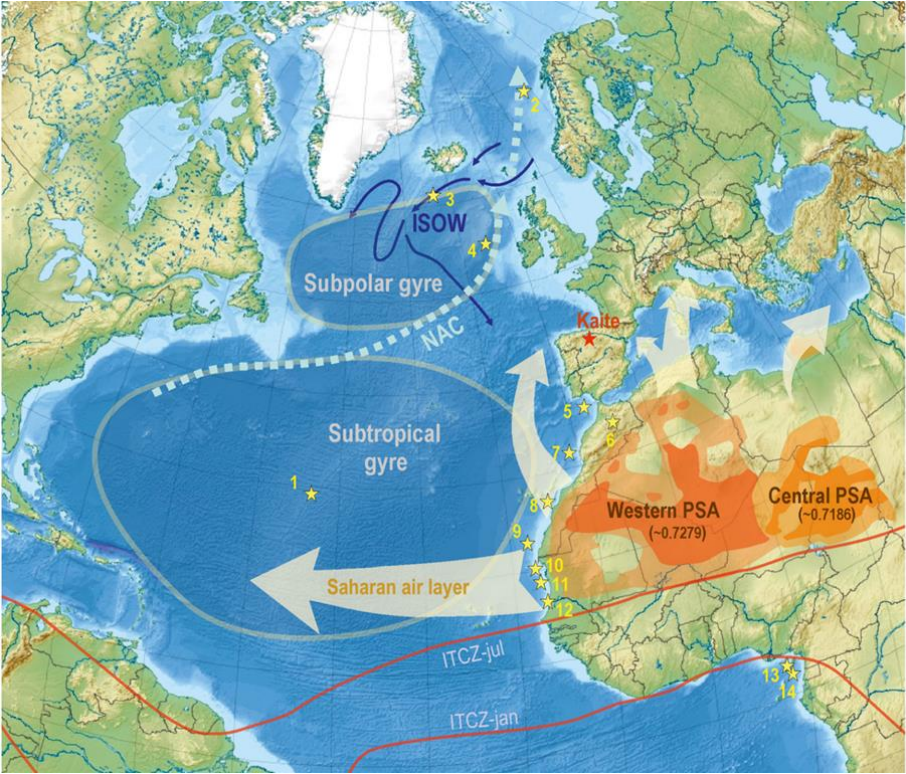 2
3
ISOW
4
Subpolar gyre
Kaite
NAC
5
6
Subtropical
gyre
7
1
8
Western PSA
(~0.7279)
Central PSA
(~0.7186)
9
10
11
12
Saharan air layer
ITCZ-jul
13
14
ITCZ-jan